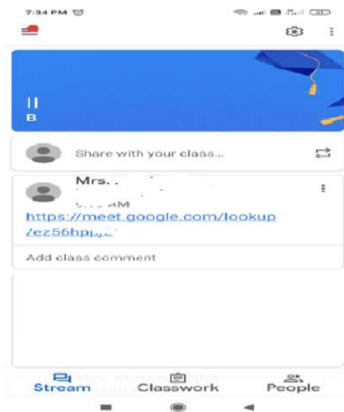 7:34 PM
II
B
Share with your class...
Mrs. .
AM
https://meet.google.com/lookup
Add class comment
Stream
Classwork
People